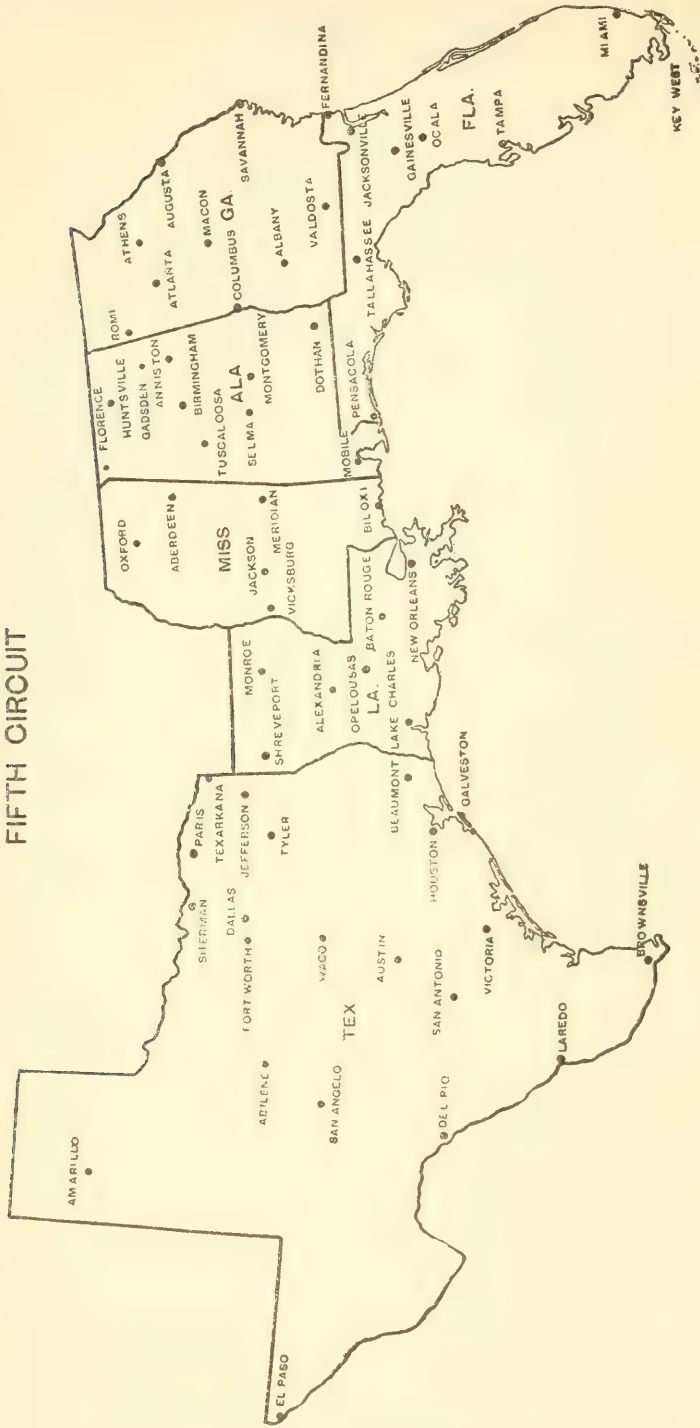 FIFTH CIRCUIT
AMARILLO
EL PASO
SHERMAN
PARIS
TEXARKANA
DALLAS
JEFFERSON
FORT WORTH
TYLER
ABILENE
WACO
SAN ANGELO
TEX
AUSTIN
BEAUMONT
HOUSTON
DEL RIO
SAN ANTONIO
GALVESTON
VICTORIA
LAREDO
BROWNSVILLE
MONROE
SHREVEPORT
ALEXANDRIA
OPELOUSAS
LA.
BATON ROUGE
LAKE CHARLES
NEW ORLEANS
OXFORD
ABERDEEN
MISS
JACKSON
MERIDIAN
VICKSBURG
BILOXI
FLORENCE
HUNTSVILLE
GADSDEN
ANNISTON
BIRMINGHAM
TUSCALOOSA
ALA
SELMA
MONTGOMERY
DOTHAN
MOBILE
ROME
ATHENS
ATLANTA
AUGUSTA
MACON
COLUMBUS
GA.
SAVANNAH
ALBANY
VALDOSTA
PENSACOLA
TALLAHASSEE
JACKSONVILLE
FERNANDINA
GAINESVILLE
OCALA
FLA.
TAMPA
MIAMI
KEY WEST